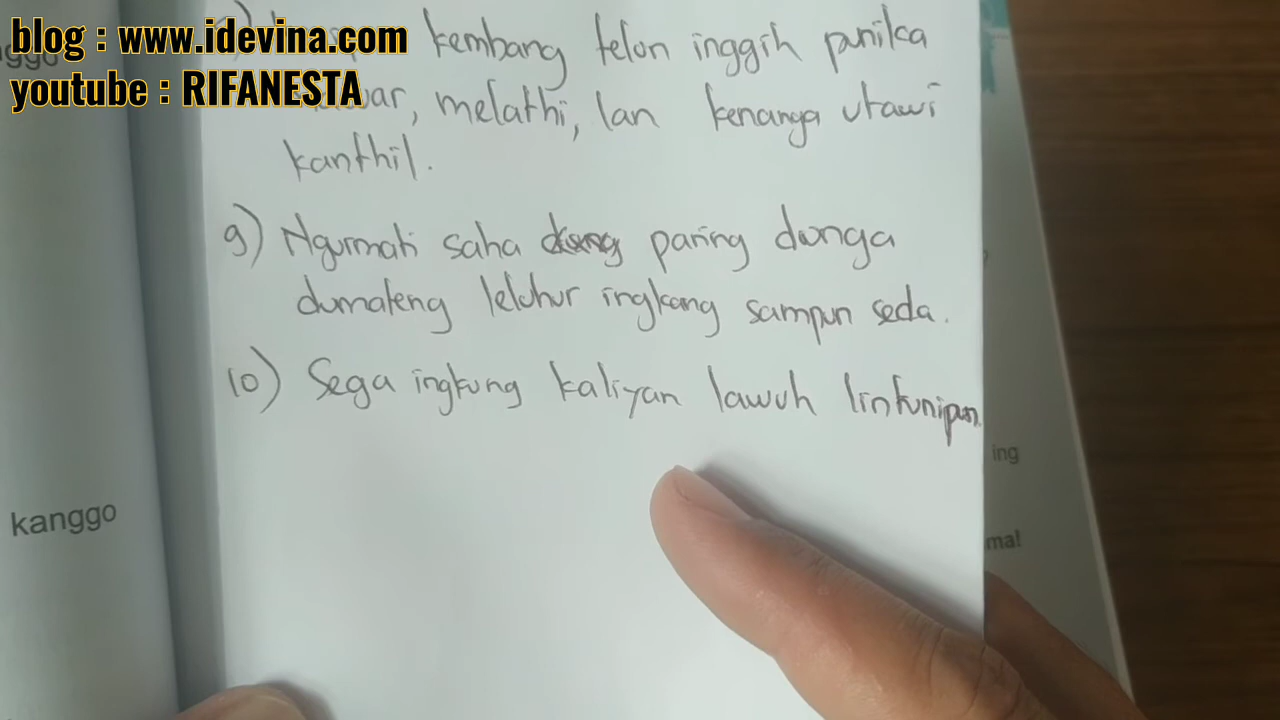 blog : www.idevina.com
youtube : RIFANESTA
kembang telon inggih punika
melathi, lan kenanga utawi
kanthil.
9) Ngurmati saha paring donga
dumateng leluhur ingkang sampun seda.
10) Sega ingkung kaliyan lawuh lintunipun.
kanggo
ing
ma!